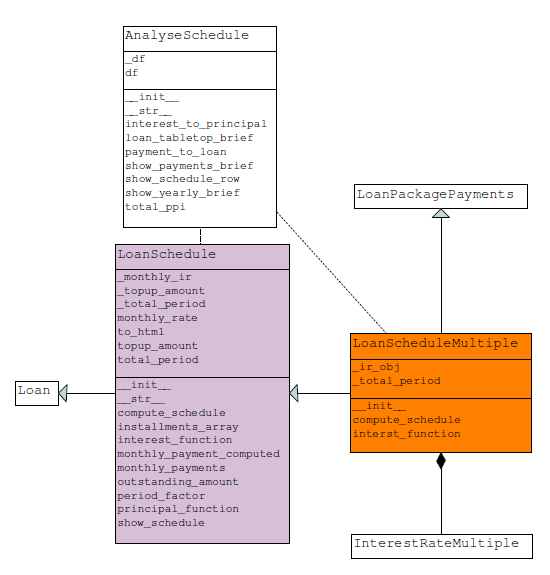 AnalyseSchedule
_df
df
__init__
__str__
interest_to_principal
loan_tabletop_brief
payment_to_loan
show_payments_brief
show_schedule_row
show_yearly_brief
total_ppi
LoanPackagePayments
LoanSchedule
_monthly_ir
_topup_amount
_total_period
monthly_rate
to_html
topup_amount
total_period
__init__
__str__
compute_schedule
installments_array
interest_function
monthly_payment_computed
monthly_payments
outstanding_amount
period_factor
principal_function
show_schedule
Loan
LoanScheduleMultiple
_ir_obj
_total_period
__init__
compute_schedule
interst_function
InterestRateMultiple